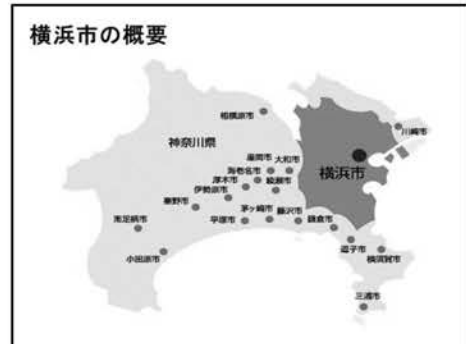 横浜市の概要
相模原市
川崎市
神奈川県
座間市
大和市
海老名市
横浜市
厚木市
綾瀬市
伊勢原市
秦野市
茅ヶ崎市
藤沢市
鎌倉市
南足柄市
平塚市
逗子市
小田原市
横須賀市
三浦市